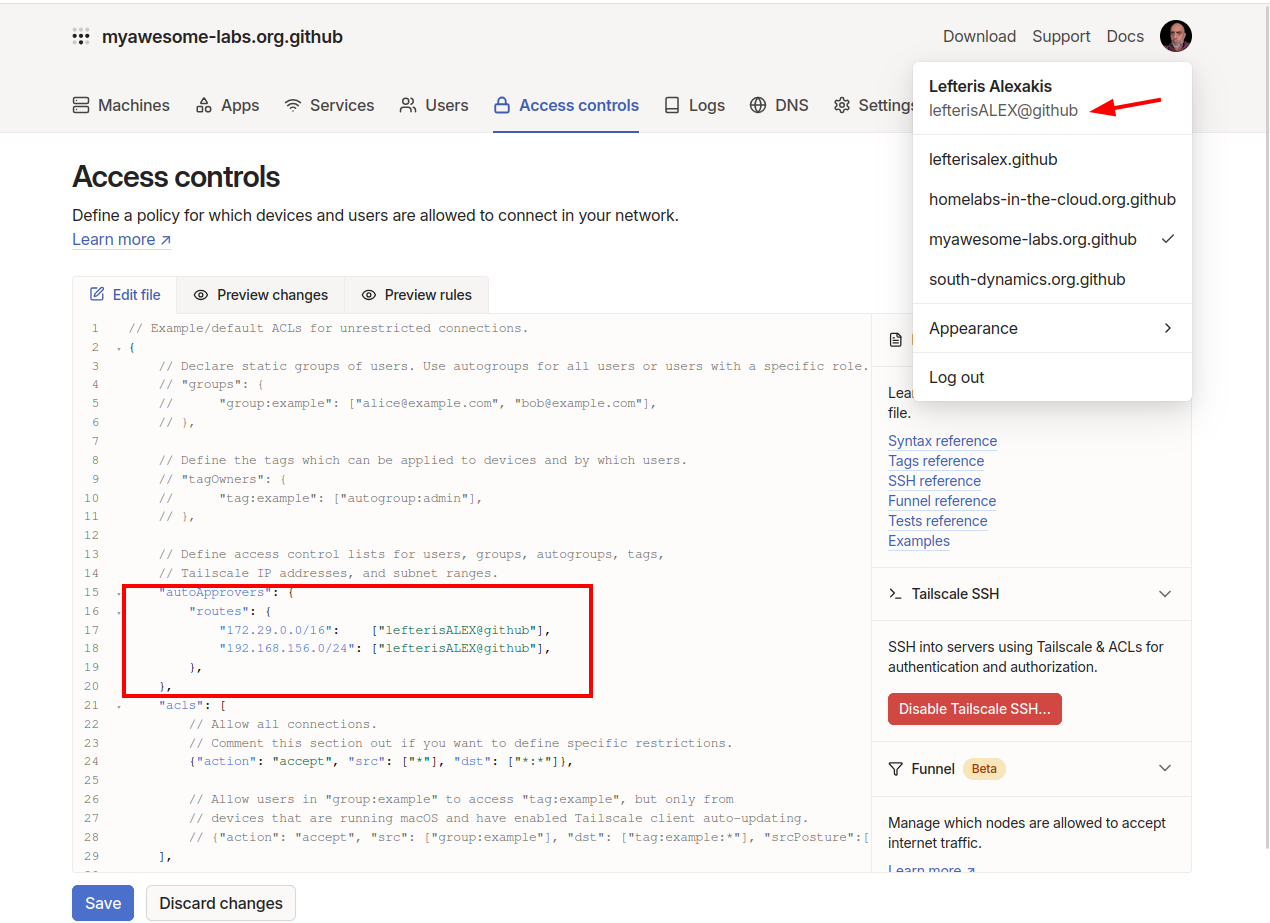 myawesome-labs.org.github
Download Support Docs
Lefteris Alexakis
lefterisALEX@github
lefterisalex.github
homelabs-in-the-cloud.org.github
myawesome-labs.org.github
south-dynamics.org.github
Appearance
Log out
Machines Apps Services Users Access controls Logs DNS Settings
Access controls
Define a policy for which devices and users are allowed to connect in your network.
Learn more ↗
Edit file Preview changes Preview rules
1 // Example/default ACLs for unrestricted connections.
2 {
3 // Declare static groups of users. Use autogroups for all users or users with a specific role.
4 // "groups": {
5 // "group:example": ["alice@example.com", "bob@example.com"],
6 // },
7
8 // Define the tags which can be applied to devices and by which users.
9 // "tagOwners": {
10 // "tag:example": ["autogroup:admin"],
11 // },
12
13 // Define access control lists for users, groups, autogroups, tags,
14 // Tailscale IP addresses, and subnet ranges.
15 "autoApprovers": {
16 "routes": {
17 "172.29.0.0/16": ["lefterisALEX@github"],
18 "192.168.156.0/24": ["lefterisALEX@github"],
19 },
20 },
21 "acls": [
22 // Allow all connections.
23 // Comment this section out if you want to define specific restrictions.
24 {"action": "accept", "src": ["*"], "dst": ["*:*"]},
25
26 // Allow users in "group:example" to access "tag:example", but only from
27 // devices that are running macOS and have enabled Tailscale client auto-updating.
28 // {"action": "accept", "src": ["group:example"], "dst": ["tag:example:*"], "srcPosture":[
29 ],
file.
Syntax reference
Tags reference
SSH reference
Funnel reference
Tests reference
Examples
Tailscale SSH
SSH into servers using Tailscale & ACLs for
authentication and authorization.
Disable Tailscale SSH...
Funnel Beta
Manage which nodes are allowed to accept
internet traffic.
Learn more ↗
Save Discard changes